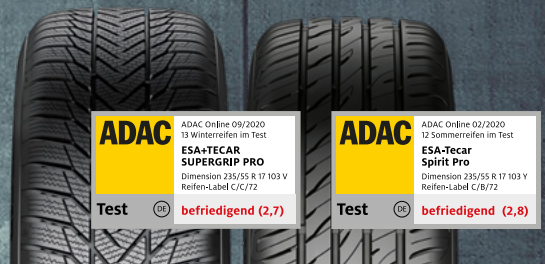 ADAC
ADAC Online 09/2020
13 Winterreifen im Test
ESA+TECAR
SUPERGRIP PRO
Dimension 235/55 R 17 103 V
Reifen-Label C/C/72
Test
DE
befriedigend (2,7)
ADAC
ADAC Online 02/2020
12 Sommerreifen im Test
ESA-Tecar
Spirit Pro
Dimension 235/55 R 17 103 Y
Reifen-Label C/B/72
Test
DE
befriedigend (2,8)